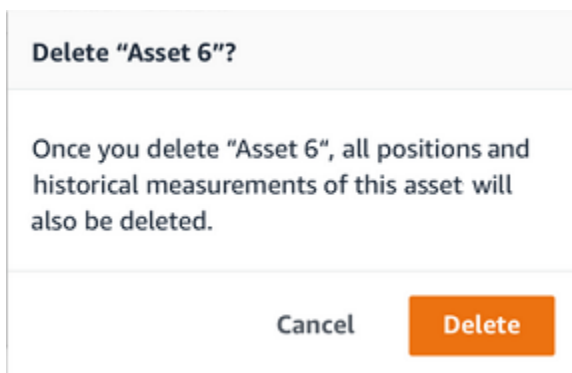 Delete “Asset 6”?
Once you delete “Asset 6“, all positions and
historical measurements of this asset will
also be deleted.
Cancel
Delete